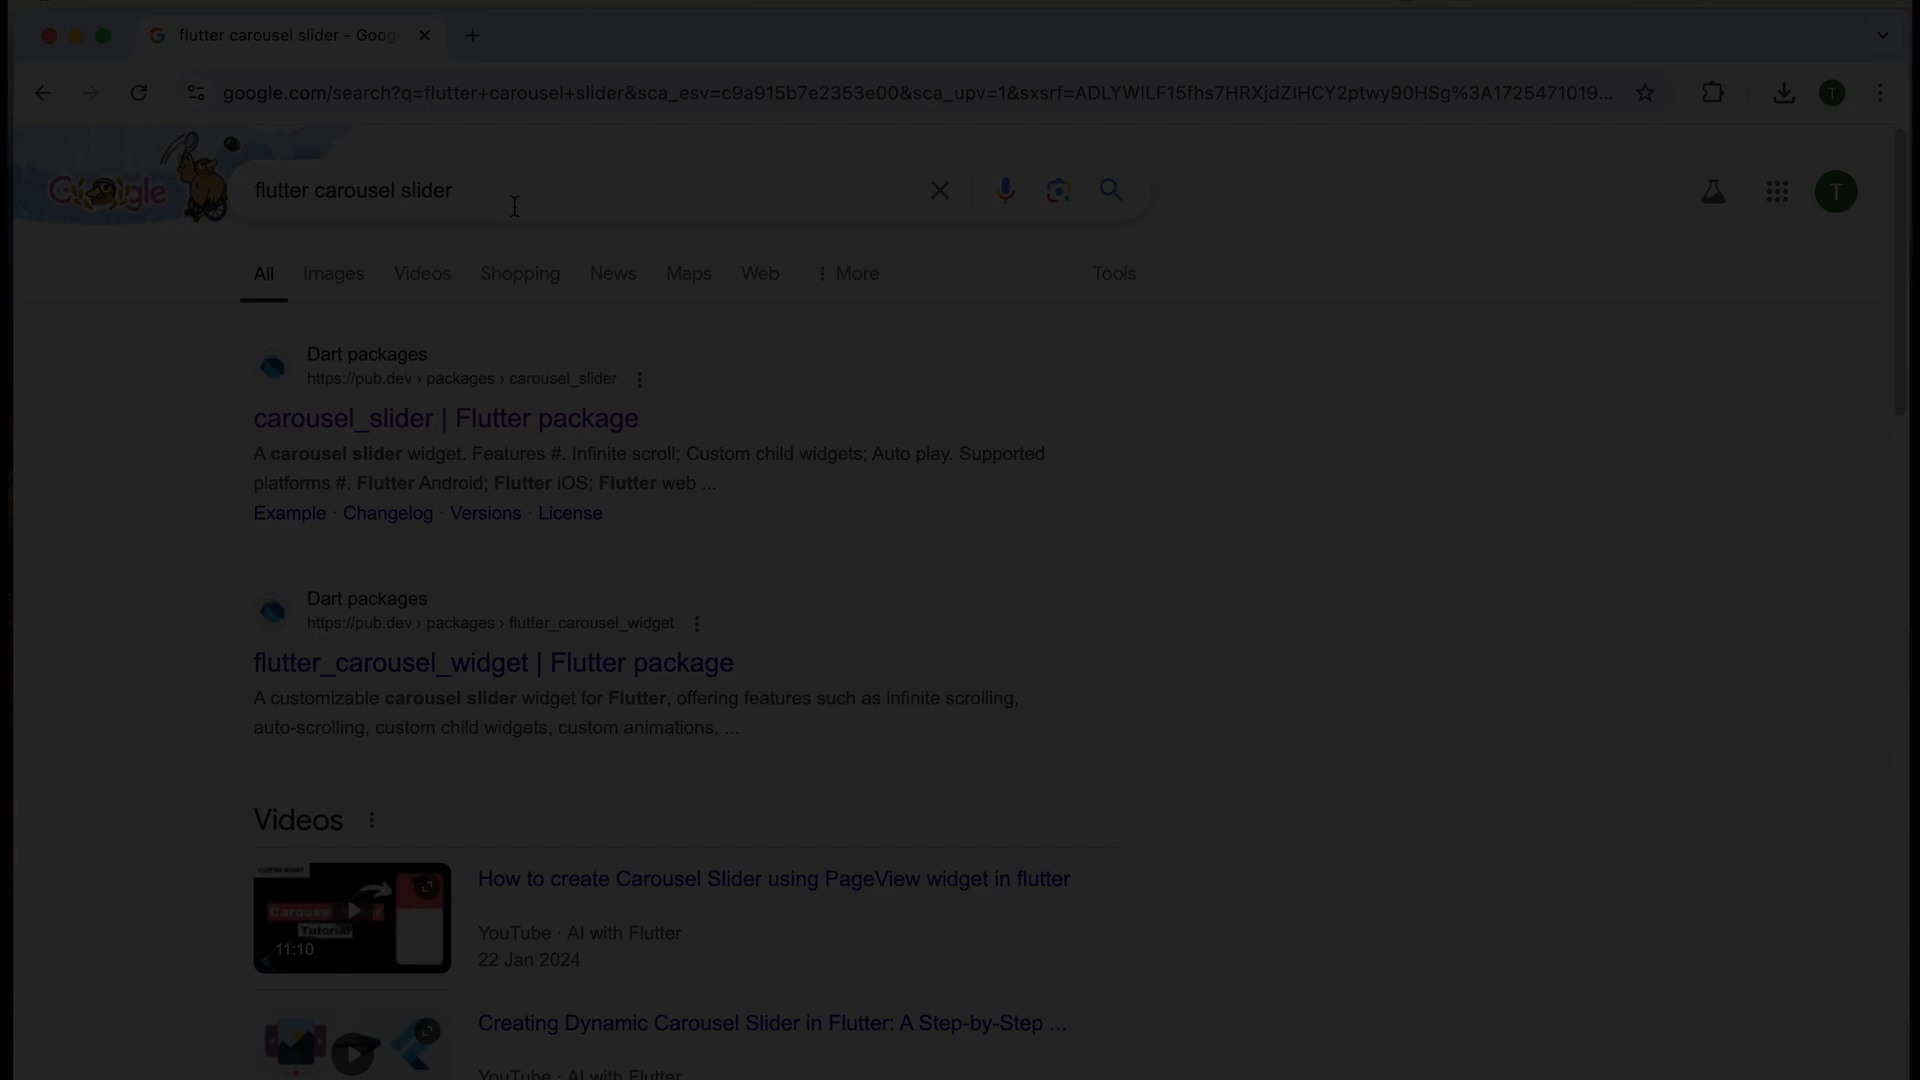 flutter carousel slider - Goog
google.com/search?q=flutter+carousel+slider&sca_esv=c9a915b7e2353e00&sca_upv=1&sxsrf=ADLYWILF15fhs7HRXjdZIHCY2ptwy90HSg%3A1725471019...
T
Google
flutter carousel slider
T
All Images Videos Shopping News Maps Web More Tools
Dart packages
https://pub.dev › packages › carousel_slider
carousel_slider | Flutter package
A carousel slider widget. Features #. Infinite scroll; Custom child widgets; Auto play. Supported
platforms #. Flutter Android; Flutter iOS; Flutter web ...
Example · Changelog · Versions · License
Dart packages
https://pub.dev › packages › flutter_carousel_widget
flutter_carousel_widget | Flutter package
A customizable carousel slider widget for Flutter, offering features such as infinite scrolling,
auto-scrolling, custom child widgets, custom animations, ...
Videos
Tutorial
11:10
How to create Carousel Slider using PageView widget in flutter
YouTube · AI with Flutter
22 Jan 2024
Creating Dynamic Carousel Slider in Flutter: A Step-by-Step ...
YouTube · AI with Flutter